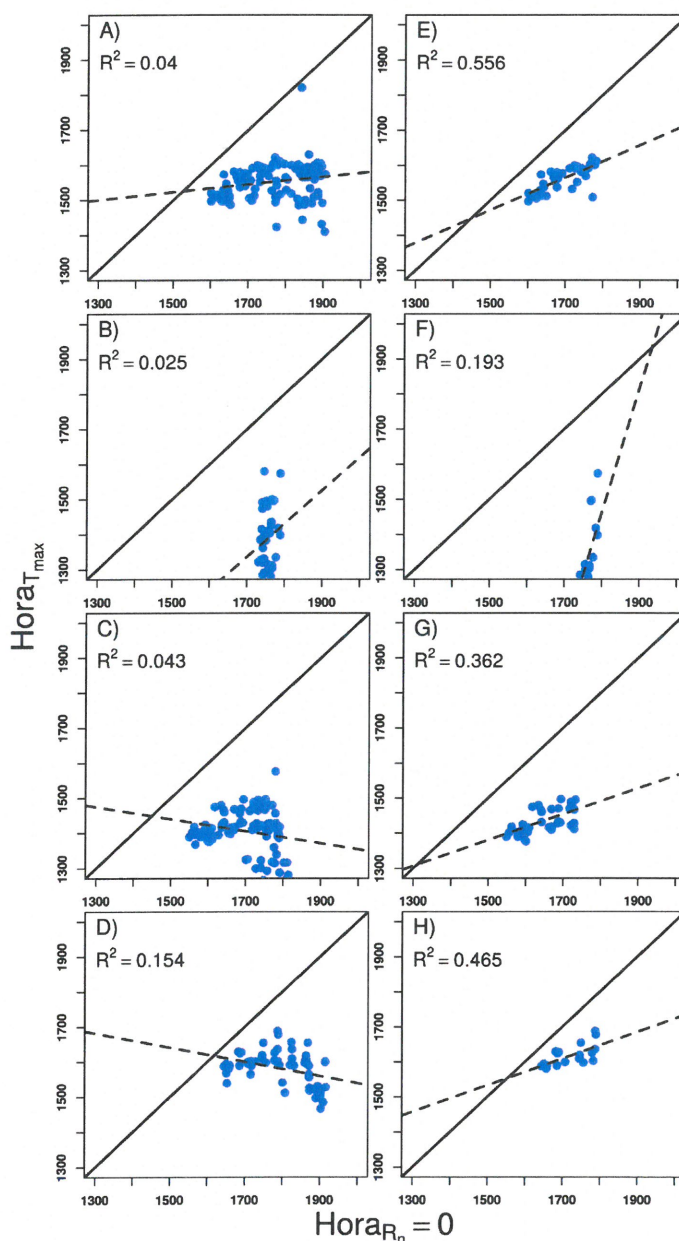 A)
R² = 0.04
1300 1500 1700 1900
1300 1500 1700 1900
E)
R² = 0.556
1300 1500 1700 1900
1300 1500 1700 1900
B)
R² = 0.025
1300 1500 1700 1900
1300 1500 1700 1900
F)
R² = 0.193
1300 1500 1700 1900
1300 1500 1700 1900
C)
R² = 0.043
1300 1500 1700 1900
1300 1500 1700 1900
G)
R² = 0.362
1300 1500 1700 1900
1300 1500 1700 1900
D)
R² = 0.154
1300 1500 1700 1900
1300 1500 1700 1900
H)
R² = 0.465
1300 1500 1700 1900
1300 1500 1700 1900
Hora Tmax
Hora Rn = 0